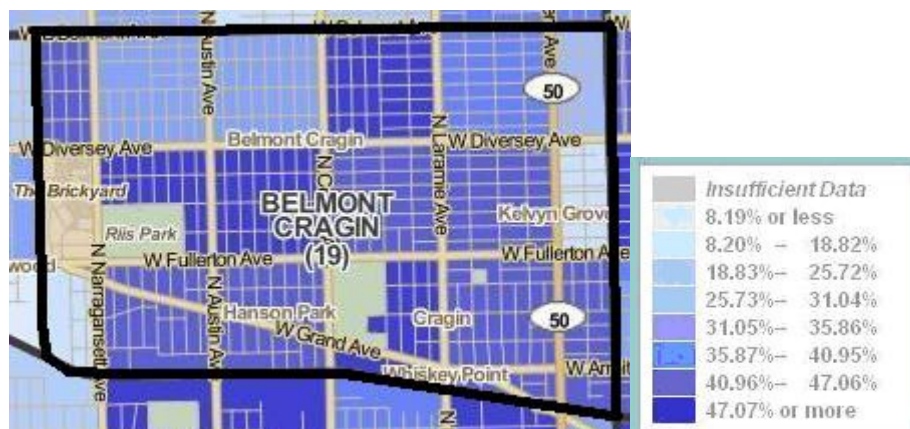 N Austin Ave
W Belmont Ave
50
Belmont Cragin
W Diversey Ave
W Diversey Ave
N Laramie Ave
The Brickyard
BELMONT
CRAGIN
(19)
Kelvyn Grov
Riis Park
W Fullerton Ave
W Fullerton A
wood
N Narragansett Ave
N Austin Ave
Hanson Park
W Grand Ave
Cragin
50
W Armit
Whiskey Point
N
Insufficient Data
8.19% or less
8.20% – 18.82%
18.83%– 25.72%
25.73%– 31.04%
31.05%– 35.86%
35.87%– 40.95%
40.96%– 47.06%
47.07% or more